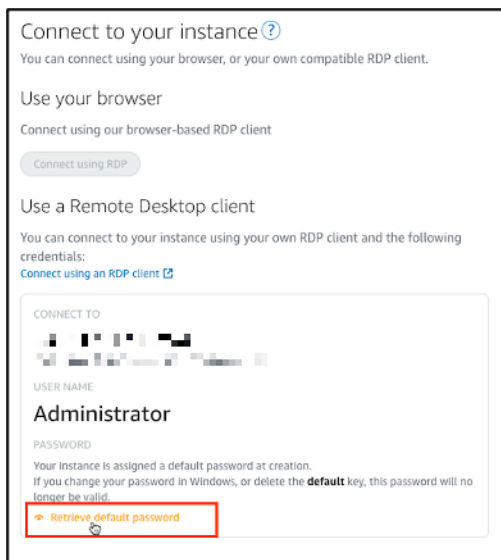 Connect to your instance?
You can connect using your browser, or your own compatible RDP client.
Use your browser
Connect using our browser-based RDP client
Connect using RDP
Use a Remote Desktop client
You can connect to your instance using your own RDP client and the following
credentials:
Connect using an RDP client
CONNECT TO
USER NAME
Administrator
PASSWORD
Your instance is assigned a default password at creation.
If you change your password in Windows, or delete the default key, this password will no
longer be valid.
Retrieve default password